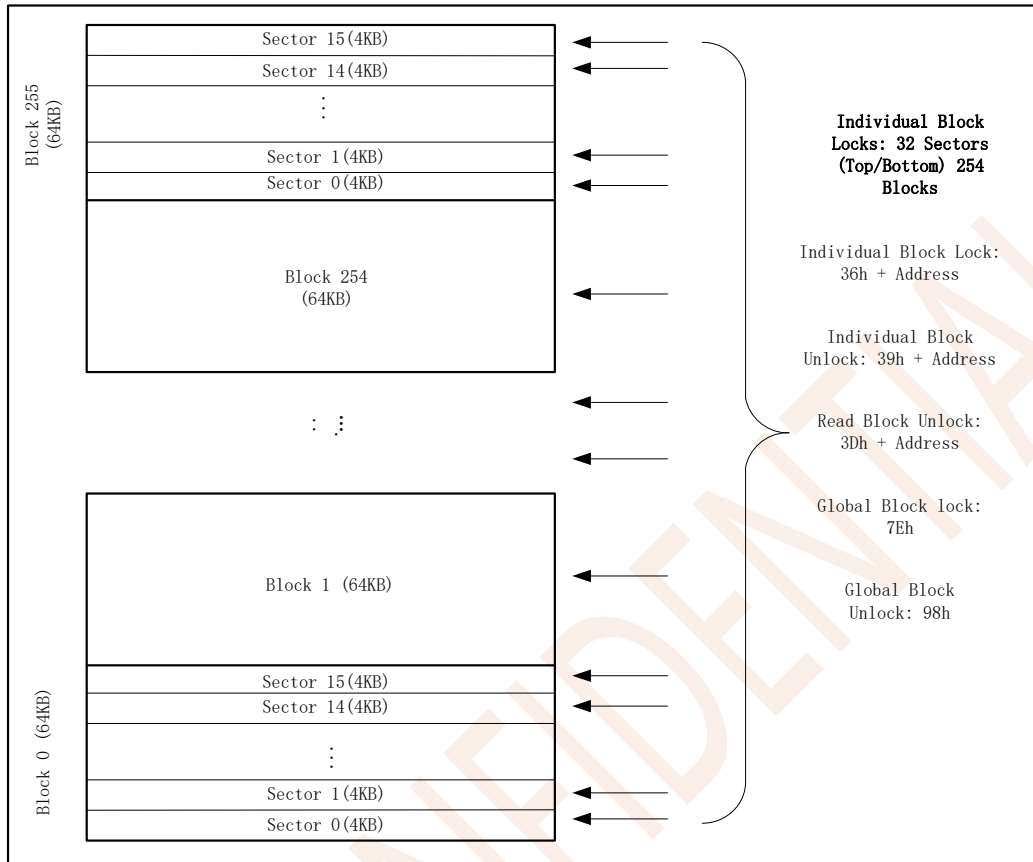 Block 255
(64KB)
Sector 15(4KB)
Sector 14(4KB)
⋮
Sector 1(4KB)
Sector 0(4KB)
Block 254
(64KB)
Block 1 (64KB)
Block 0 (64KB)
Sector 15(4KB)
Sector 14(4KB)
⋮
Sector 1(4KB)
Sector 0(4KB)
Individual Block
Locks: 32 Sectors
(Top/Bottom) 254
Blocks
Individual Block Lock:
36h + Address
Individual Block
Unlock: 39h + Address
Read Block Unlock:
3Dh + Address
Global Block lock:
7Eh
Global Block
Unlock: 98h
NFIDENTIAL